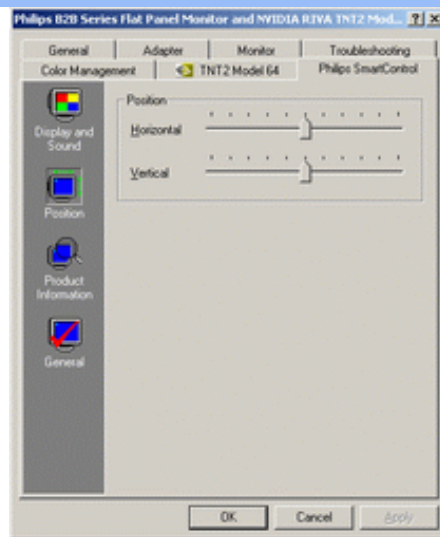 Philips B2B Series Flat Panel Monitor and NVIDIA RIVA TNT2 Mod...
General Adapter Monitor Troubleshooting
Color Management TNT2 Model 64 Philips SmartControl
Display and
Sound
Position
Product
Information
General
Position
Horizontal
Vertical
OK Cancel Apply